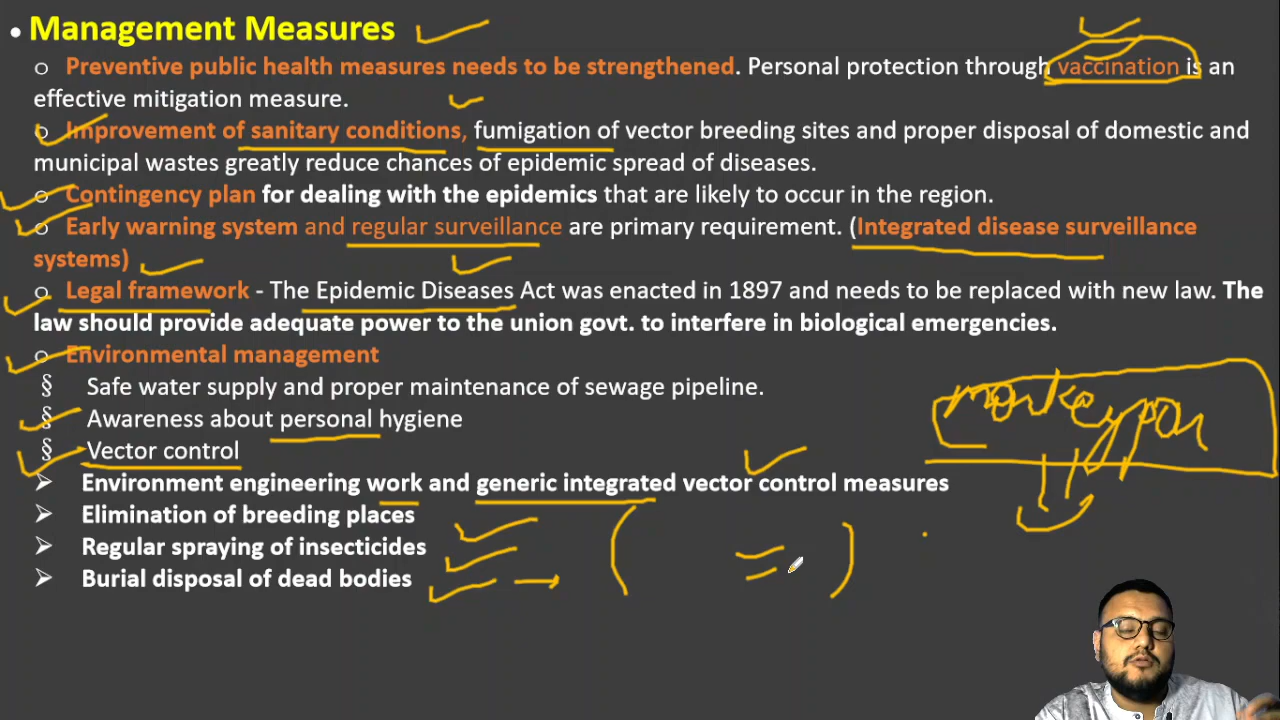 • Management Measures
o Preventive public health measures needs to be strengthened. Personal protection through vaccination is an
effective mitigation measure.
o Improvement of sanitary conditions, fumigation of vector breeding sites and proper disposal of domestic and
municipal wastes greatly reduce chances of epidemic spread of diseases.
o Contingency plan for dealing with the epidemics that are likely to occur in the region.
o Early warning system and regular surveillance are primary requirement. (Integrated disease surveillance
systems)
o Legal framework - The Epidemic Diseases Act was enacted in 1897 and needs to be replaced with new law. The
law should provide adequate power to the union govt. to interfere in biological emergencies.
o Environmental management
§ Safe water supply and proper maintenance of sewage pipeline.
§ Awareness about personal hygiene
§ Vector control
monkeypox
➤ Environment engineering work and generic integrated vector control measures
➤ Elimination of breeding places
➤ Regular spraying of insecticides
➤ Burial disposal of dead bodies